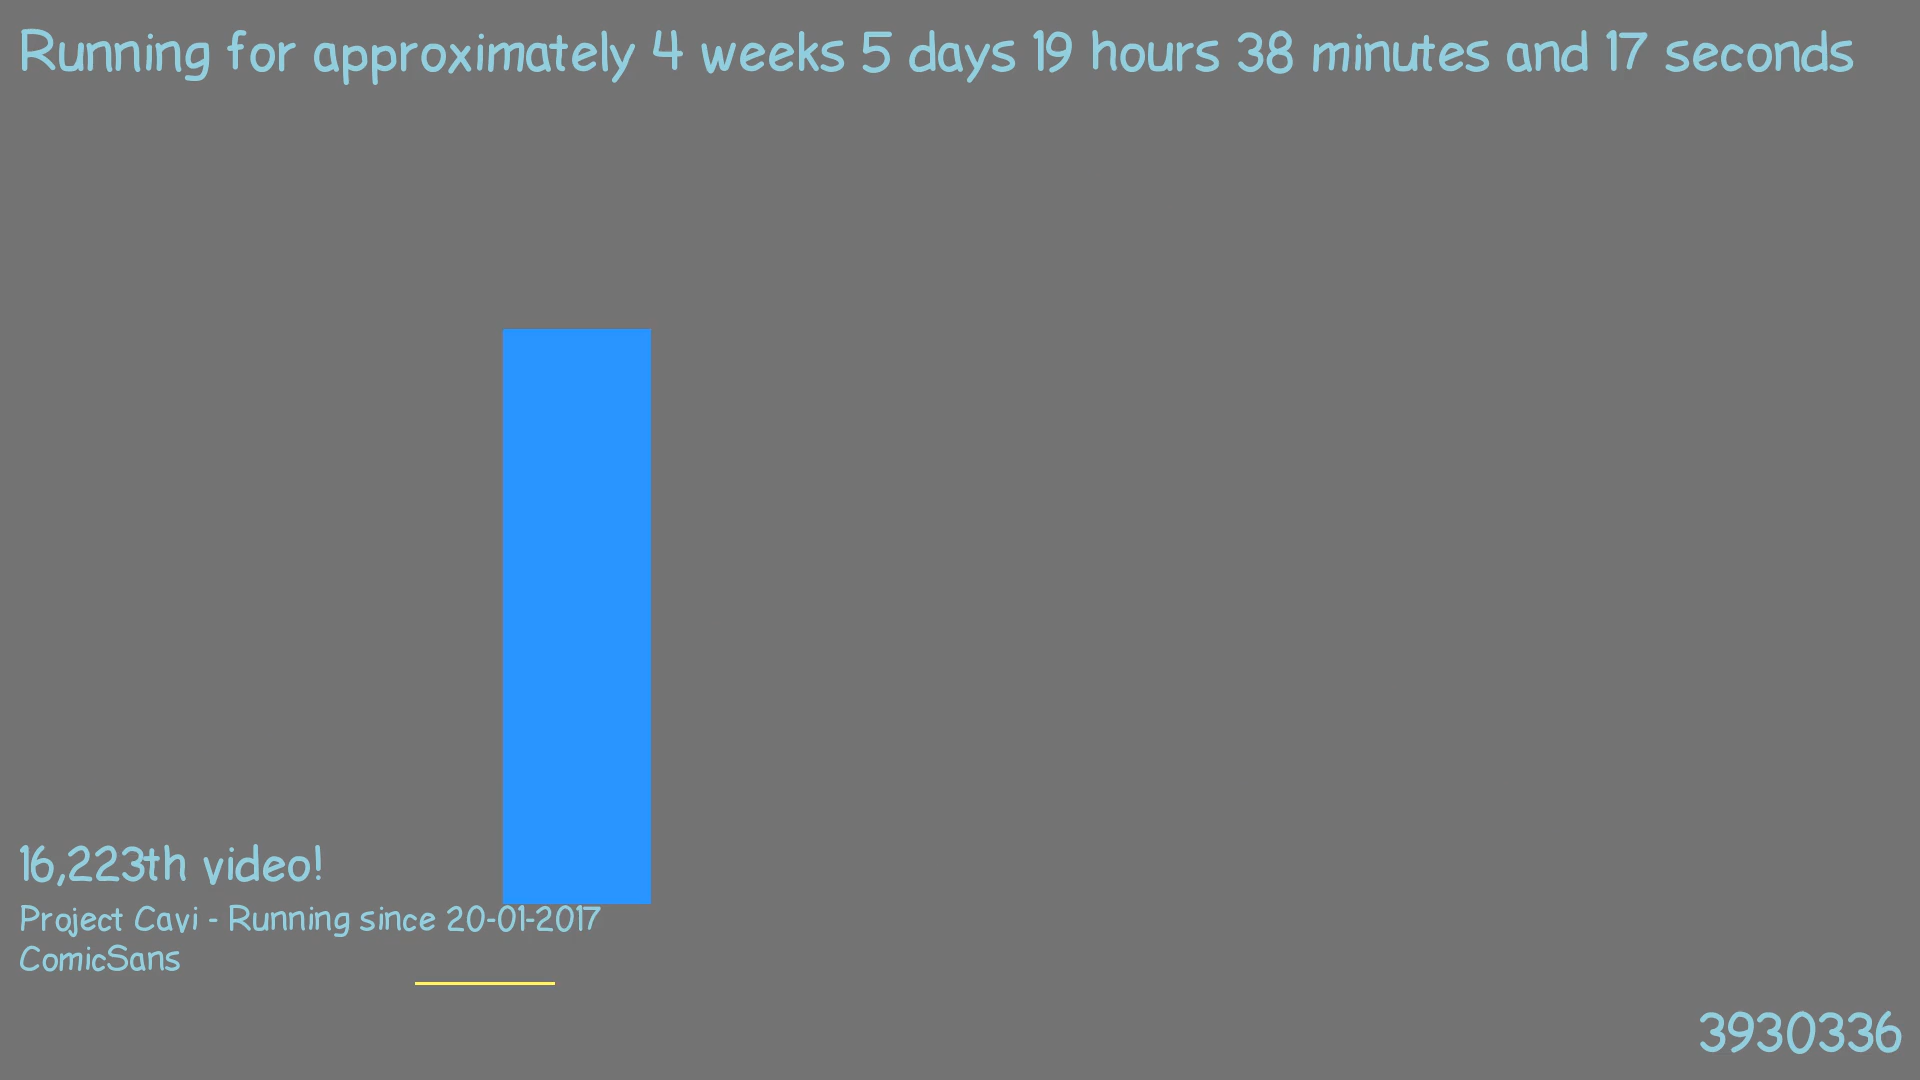 Running for approximately 4 weeks 5 days 19 hours 38 minutes and 17 seconds
16,223th video!
Project Cavi - Running since 20-01-2017
ComicSans
3930336